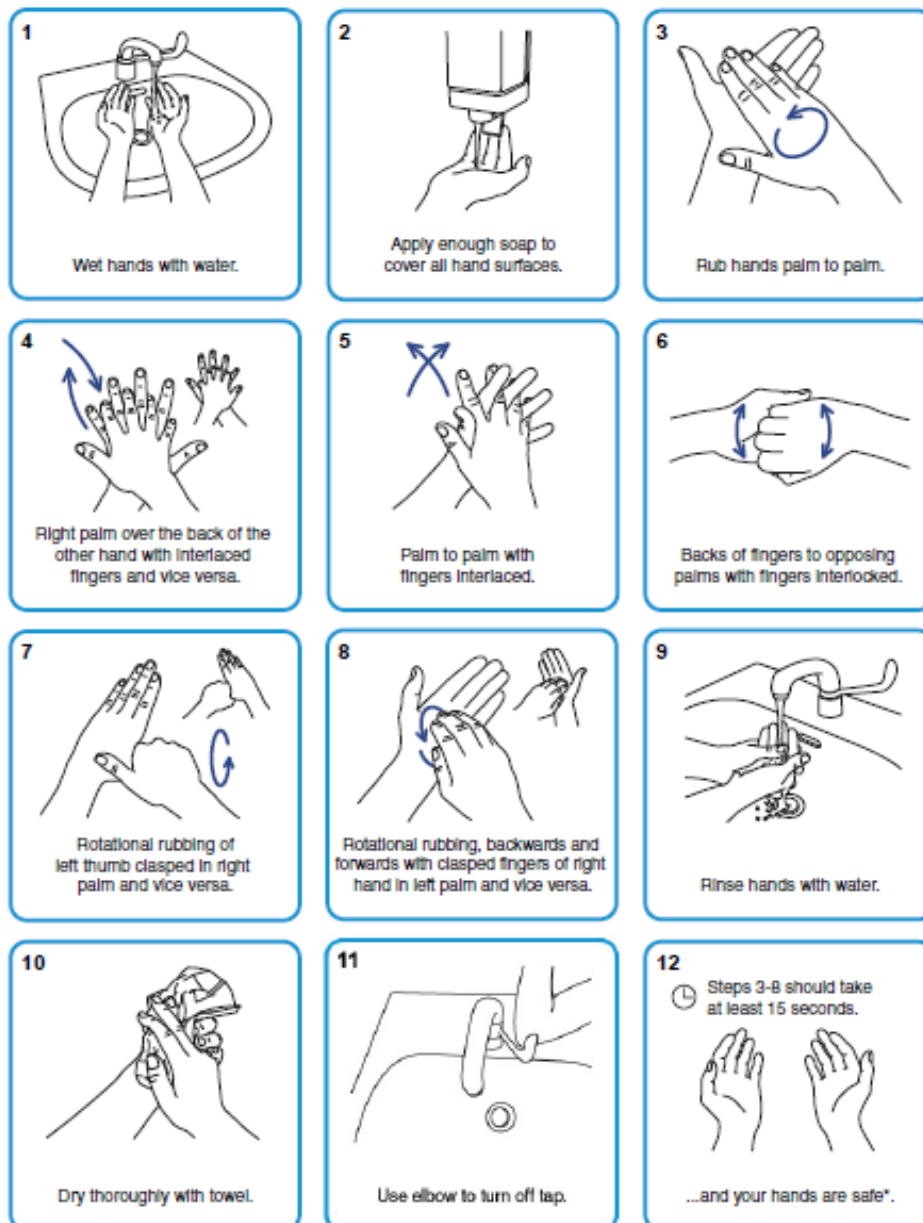 1
Wet hands with water.
2
Apply enough soap to
cover all hand surfaces.
3
Rub hands palm to palm.
4
Right palm over the back of the
other hand with interlaced
fingers and vice versa.
5
Palm to palm with
fingers interlaced.
6
Backs of fingers to opposing
palms with fingers interlocked.
7
Rotational rubbing of
left thumb clasped in right
palm and vice versa.
8
Rotational rubbing, backwards and
forwards with clasped fingers of right
hand in left palm and vice versa.
9
Rinse hands with water.
10
Dry thoroughly with towel.
11
Use elbow to turn off tap.
12
Steps 3-8 should take
at least 15 seconds.
...and your hands are safe*.